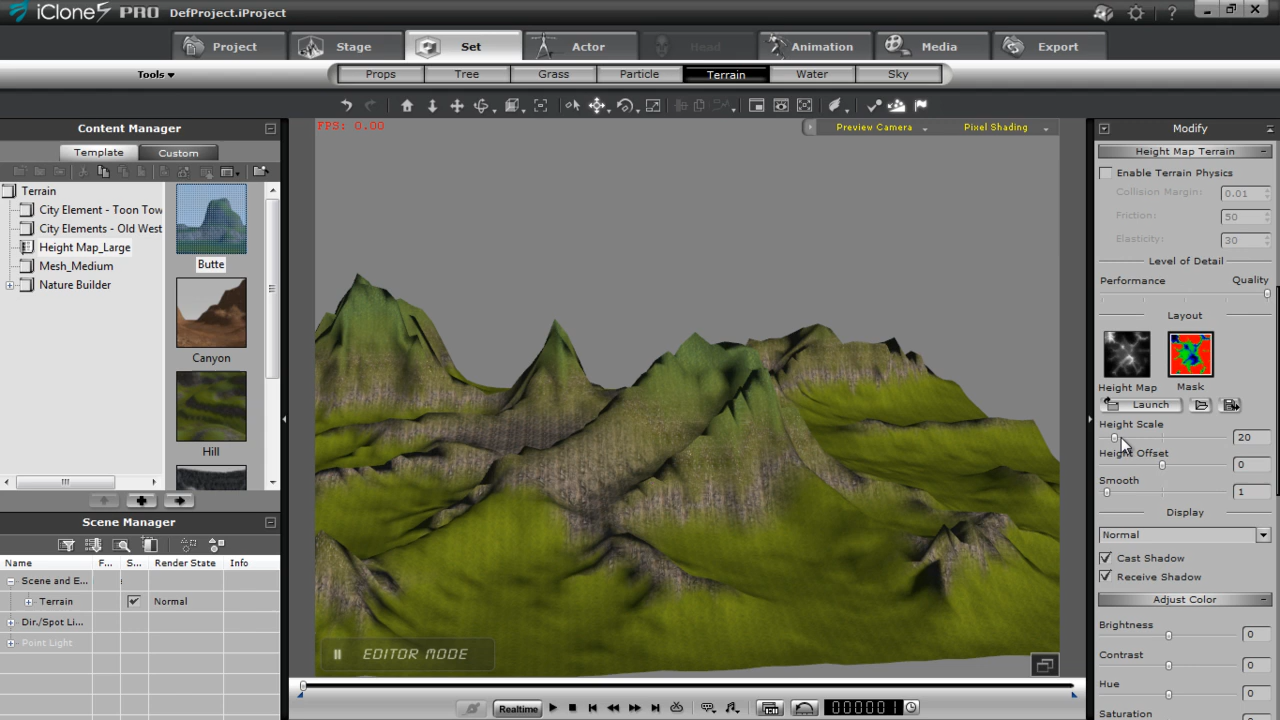 iClone5 PRO DefProject.iProject
Project Stage Set Actor Head Animation Media Export
Tools
Props Tree Grass Particle Terrain Water Sky
Content Manager
Template Custom
Terrain
City Element - Toon Tow
City Elements - Old West
Height Map_Large
Mesh_Medium
Nature Builder
Butte
Canyon
Hill
Scene Manager
Name F... S... Render State Info
Scene and E...
Terrain Normal
Dir./Spot Li...
Point Light
FPS: 0.00
Preview Camera Pixel Shading
EDITOR MODE
Realtime 000001
Modify
Height Map Terrain
Enable Terrain Physics
Collision Margin: 0.01
Friction: 50
Elasticity: 30
Level of Detail
Performance Quality
Layout
Height Map Mask
Launch
Height Scale
20
Height Offset
0
Smooth
1
Display
Normal
Cast Shadow
Receive Shadow
Adjust Color
Brightness
0
Contrast
0
Hue
0
Saturation